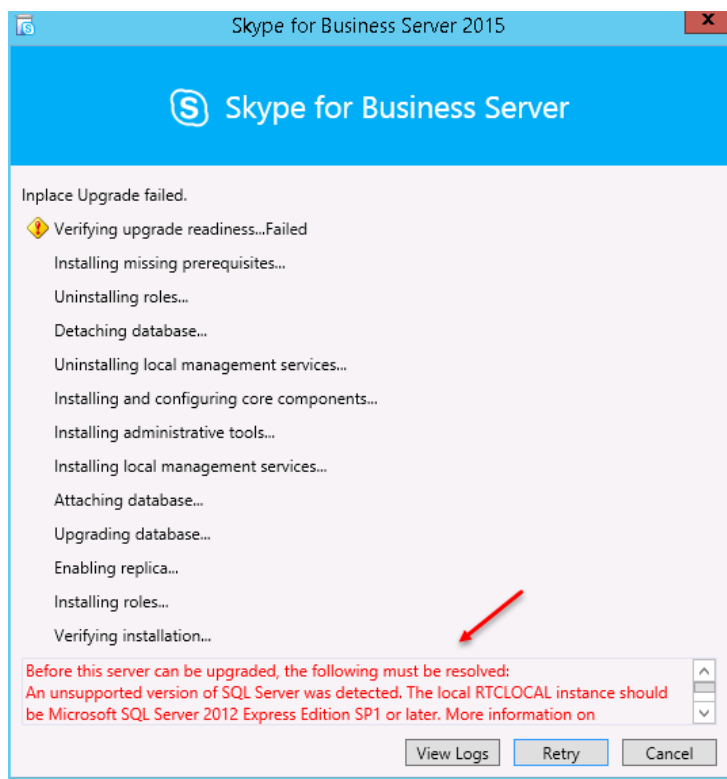 Skype for Business Server 2015
x
S Skype for Business Server
Inplace Upgrade failed.
Verifying upgrade readiness...Failed
Installing missing prerequisites...
Uninstalling roles...
Detaching database...
Uninstalling local management services...
Installing and configuring core components...
Installing administrative tools...
Installing local management services...
Attaching database...
Upgrading database...
Enabling replica...
Installing roles...
Verifying installation...
Before this server can be upgraded, the following must be resolved:
An unsupported version of SQL Server was detected. The local RTCLOCAL instance should
be Microsoft SQL Server 2012 Express Edition SP1 or later. More information on
View Logs Retry Cancel